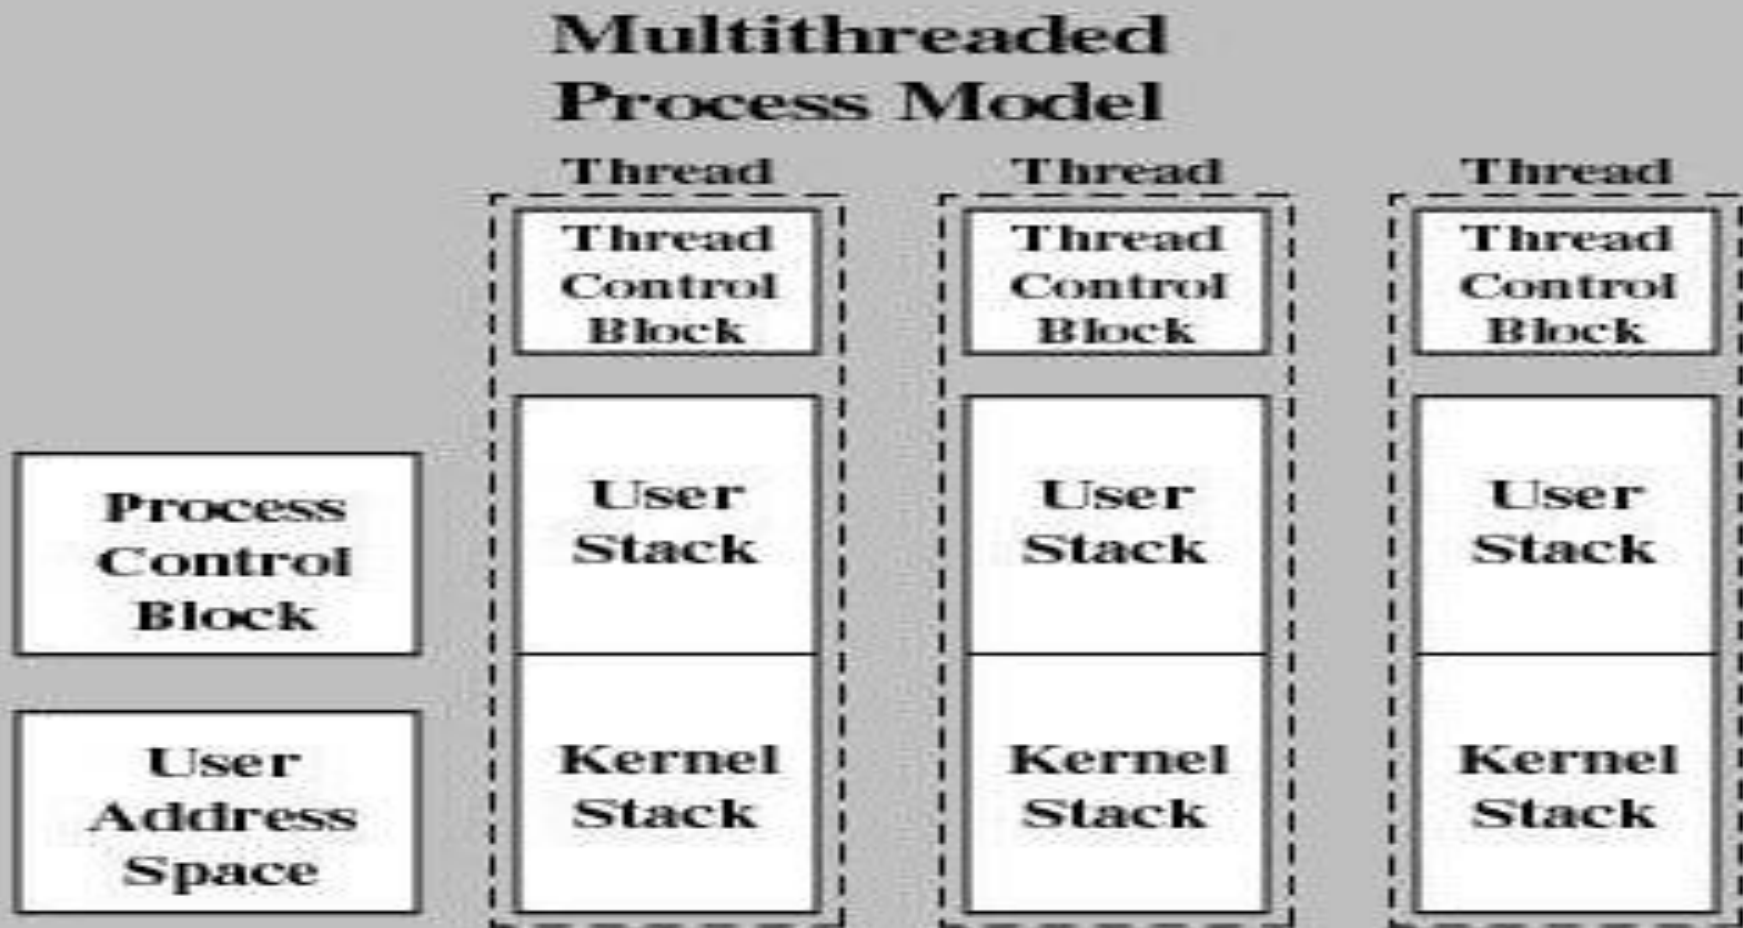 Multithreaded
Process Model
Thread
Thread
Control
Block
User
Stack
Kernel
Stack
Thread
Thread
Control
Block
User
Stack
Kernel
Stack
Thread
Thread
Control
Block
User
Stack
Kernel
Stack
Process
Control
Block
User
Address
Space